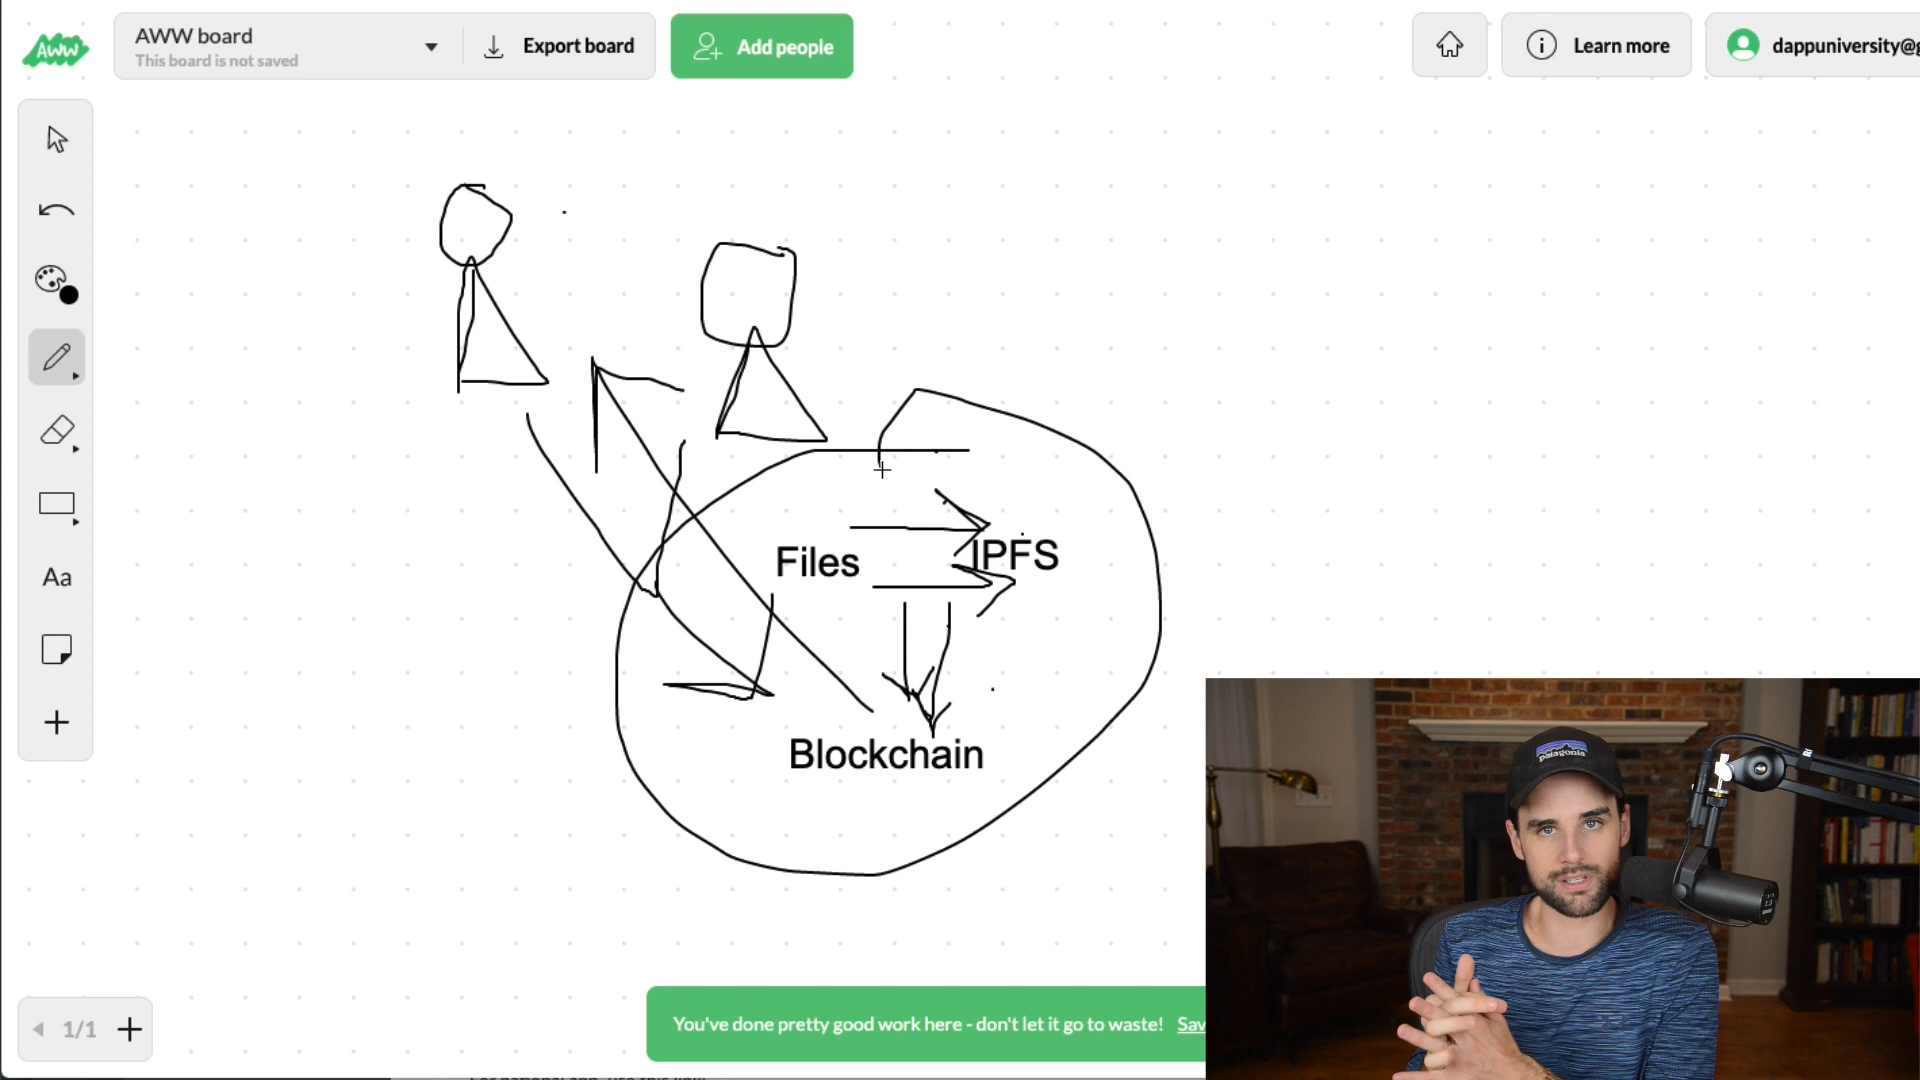 AWW
AWW board
This board is not saved
Export board
Add people
Learn more
dappuniversity@g
Aa
Files
IPFS
Blockchain
patagonia
You've done pretty good work here - don't let it go to waste! Sav
1/1